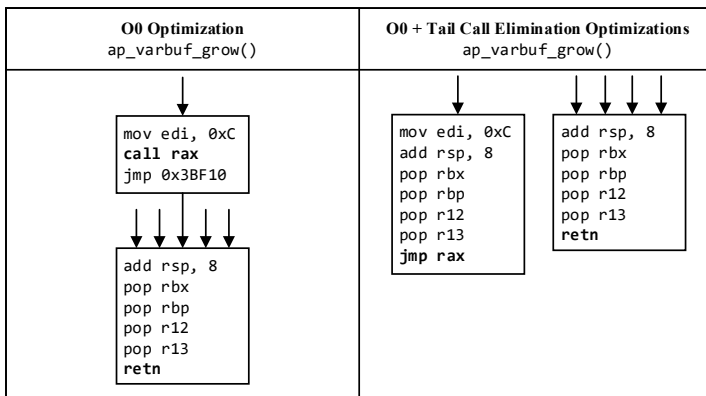 O0 Optimization
ap_varbuf_grow()
O0 + Tail Call Elimination Optimizations
ap_varbuf_grow()
mov edi, 0xC
call rax
jmp 0x3BF10
add rsp, 8
pop rbx
pop rbp
pop r12
pop r13
retn
mov edi, 0xC
add rsp, 8
pop rbx
pop rbp
pop r12
pop r13
jmp rax
add rsp, 8
pop rbx
pop rbp
pop r12
pop r13
retn